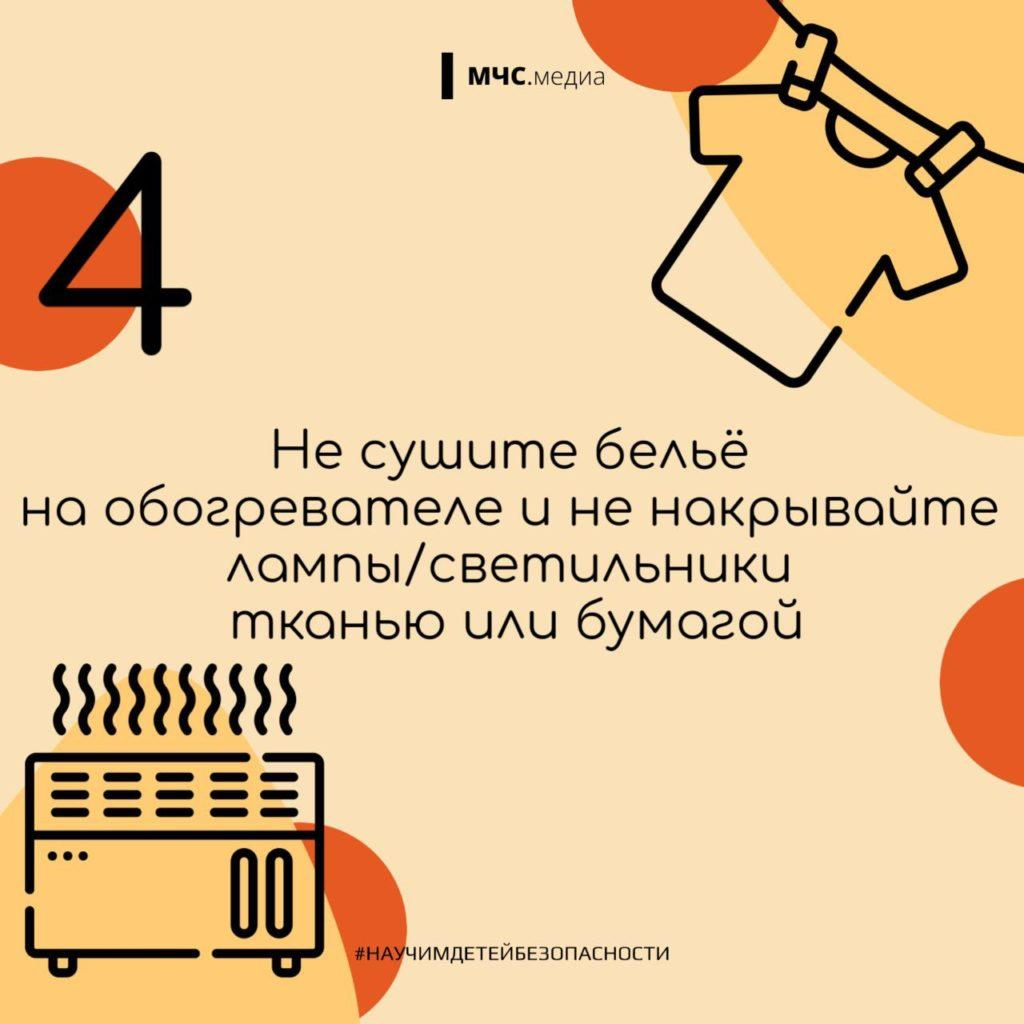 МЧС.медиа
4
Не сушите бельё
на обогревателе и не накрывайте
лампы/светильники
тканью или бумагой
#НАУЧИМДЕТЕЙБЕЗОПАСНОСТИ